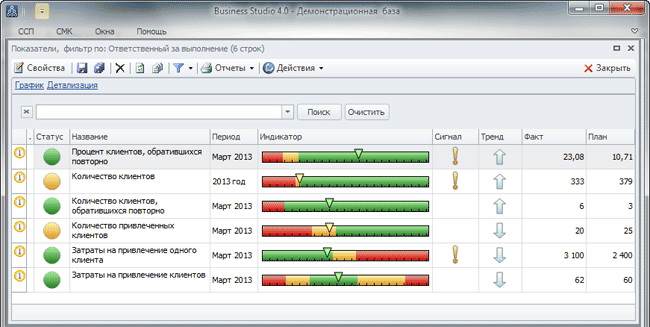 Business Studio 4.0 - Демонстрационная база
ССП СМК Окна Помощь
Показатели, фильтр по: Ответственный за выполнение (6 строк)
Свойства Отчеты Действия Закрыть
График Детализация
Поиск Очистить
. Статус Название Период Индикатор Сигнал Тренд Факт План
Процент клиентов, обратившихся
повторно Март 2013 23,08 10,71
Количество клиентов 2013 год 333 379
Количество клиентов,
обратившихся повторно Март 2013 6 3
Количество привлеченных
клиентов Март 2013 20 25
Затраты на привлечение одного
клиента Март 2013 3 100 2 400
Затраты на привлечение клиентов Март 2013 62 60